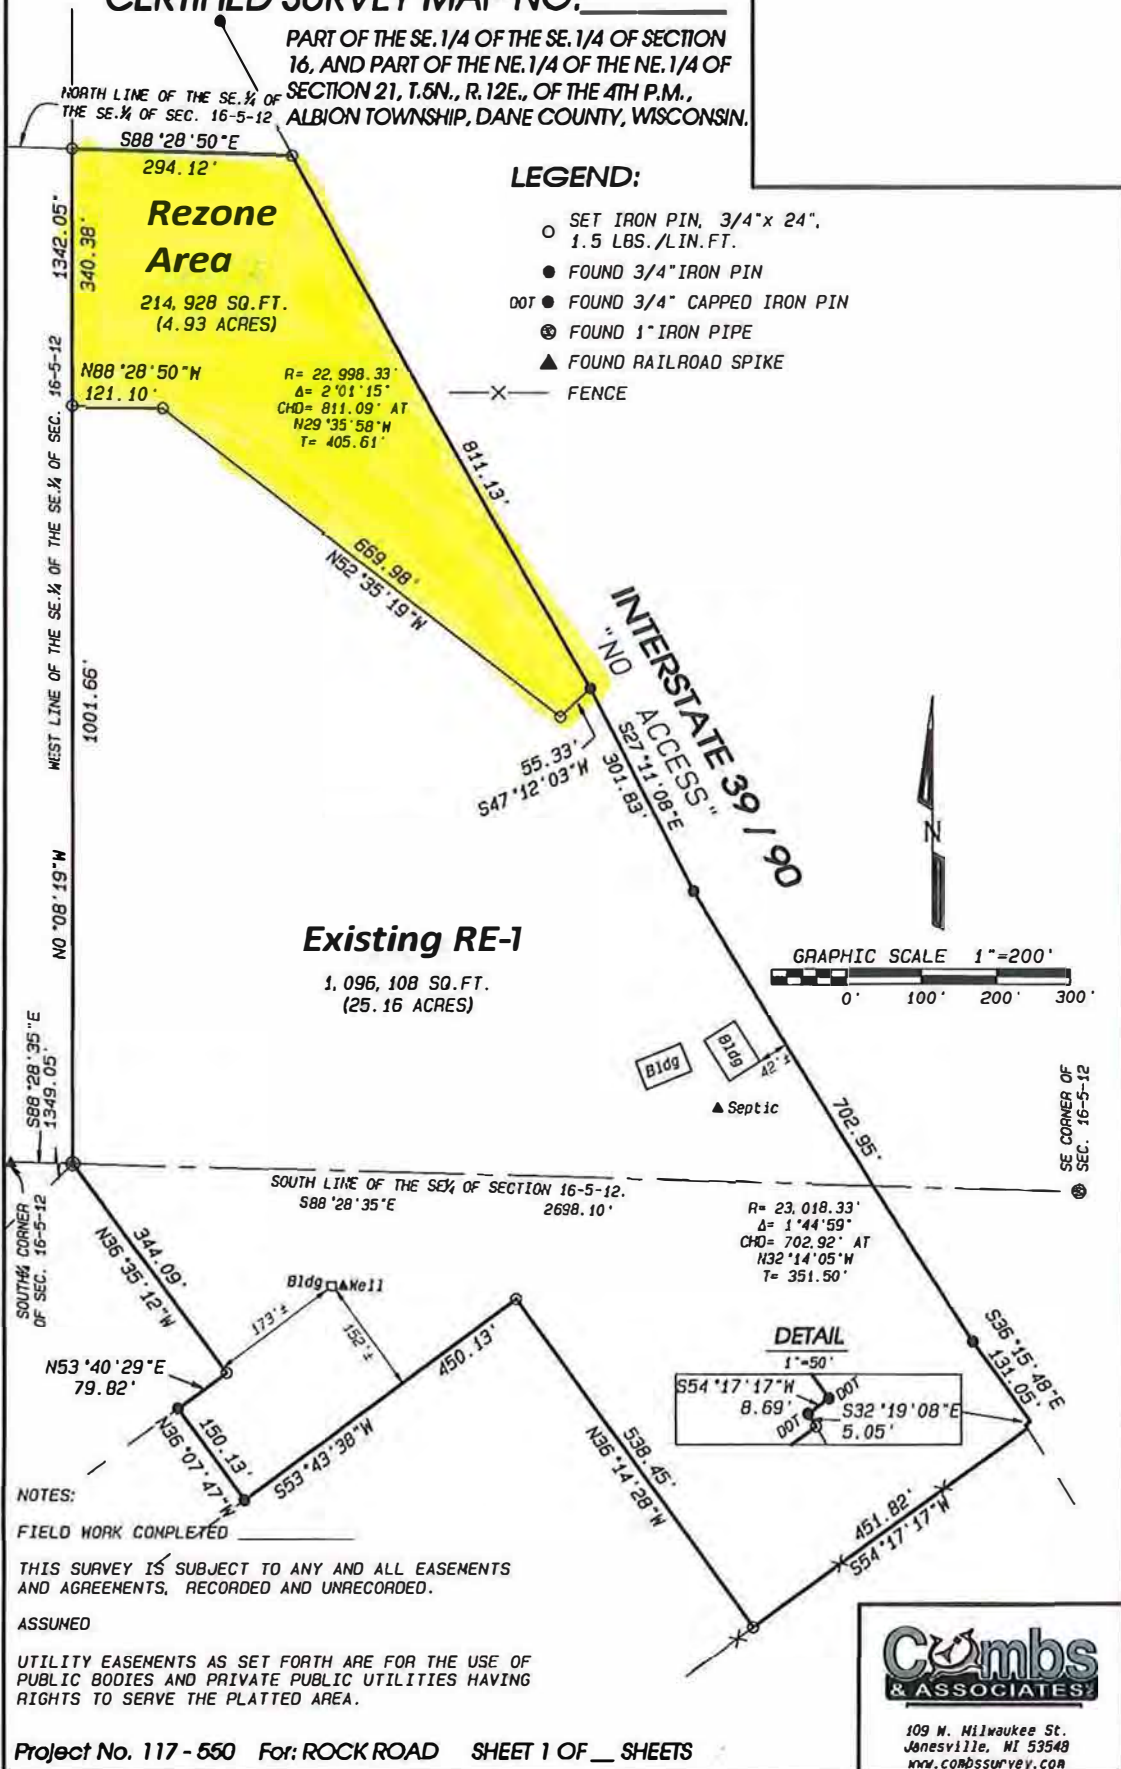 CERTIFIED SURVEY MAP NO.
PART OF THE SE.1/4 OF THE SE.1/4 OF SECTION
16, AND PART OF THE NE.1/4 OF THE NE.1/4 OF
SECTION 21, T.5N., R.12E., OF THE 4TH P.M.,
ALBION TOWNSHIP, DANE COUNTY, WISCONSIN.
NORTH LINE OF THE SE.¼ OF
THE SE.¼ OF SEC. 16-5-12
S88°28'50"E
294.12'
LEGEND:
SET IRON PIN, 3/4"x 24",
1.5 LBS./LIN.FT.
FOUND 3/4"IRON PIN
DOT FOUND 3/4" CAPPED IRON PIN
FOUND 1"IRON PIPE
FOUND RAILROAD SPIKE
FENCE
1342.05'
340.38'
Rezone
Area
214,928 SQ.FT.
(4.93 ACRES)
N88°28'50"W
121.10'
R= 22,998.33'
Δ= 2°01'15"
CHD= 811.09' AT
N29°35'58"W
T= 405.61'
811.13'
WEST LINE OF THE SE.¼ OF THE SE.¼ OF SEC. 16-5-12
669.98'
N52°35'19"W
INTERSTATE 39 / 90
"NO
ACCESS"
S27°11'08"E
301.83'
55.33'
S47°12'03"W
1001.66'
N0°08'19"W
N
Existing RE-1
1,096,108 SQ.FT.
(25.16 ACRES)
GRAPHIC SCALE 1"=200'
0' 100' 200' 300'
Bldg
Bldg
42'±
Septic
702.95'
S88°28'35"E
1349.05'
SE CORNER OF
SEC. 16-5-12
SOUTH LINE OF THE SE¼ OF SECTION 16-5-12.
S88°28'35"E 2698.10'
SOUTH¼ CORNER
OF SEC. 16-5-12
R= 23,018.33'
Δ= 1°44'59"
CHD= 702.92' AT
N32°14'05"W
T= 351.50'
344.09'
N36°35'12"W
Bldg Well
173'±
152'±
450.13'
S53°43'38"W
N53°40'29"E
79.82'
150.13'
N36°07'47"W
538.45'
N36°14'28"W
DETAIL
1"=50'
S54°17'17"W
8.69'
DOT
DOT
S32°19'08"E
5.05'
S36°15'48"E
131.05'
451.82'
S54°17'17"W
NOTES:
FIELD WORK COMPLETED
THIS SURVEY IS SUBJECT TO ANY AND ALL EASEMENTS
AND AGREEMENTS, RECORDED AND UNRECORDED.
ASSUMED
UTILITY EASEMENTS AS SET FORTH ARE FOR THE USE OF
PUBLIC BODIES AND PRIVATE PUBLIC UTILITIES HAVING
RIGHTS TO SERVE THE PLATTED AREA.
Combs
& ASSOCIATES INC
109 W. Milwaukee St.
Janesville, WI 53548
www.combssurvey.com
Project No. 117 - 550 For: ROCK ROAD SHEET 1 OF __ SHEETS